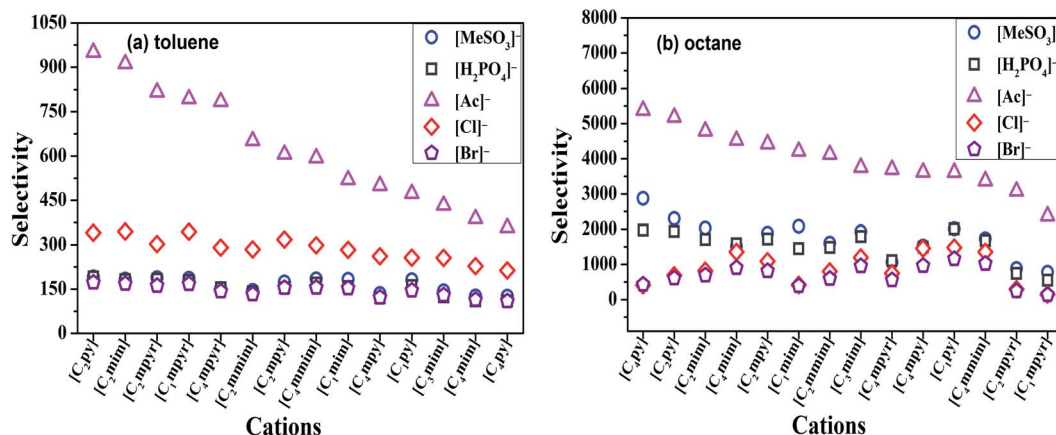 (a) toluene
[MeSO₃]⁻
[H₂PO₄]⁻
[Ac]⁻
[Cl]⁻
[Br]⁻
1050
900
750
600
450
300
150
0
Selectivity
[C₂py]
[C₂mim]
[C₂mpyr]
[C₁mpyr]
[C₄mpyr]
[C₂mmim]
[C₂mpy]
[C₄mmim]
[C₁mim]
[C₄mpy]
[C₁py]
[C₃mim]
[C₄mim]
[C₄py]
Cations
(b) octane
[MeSO₃]⁻
[H₂PO₄]⁻
[Ac]⁻
[Cl]⁻
[Br]⁻
8000
7000
6000
5000
4000
3000
2000
1000
0
Selectivity
[C₄py]
[C₂py]
[C₂mim]
[C₄mim]
[C₂mpy]
[C₁mim]
[C₂mmim]
[C₃mim]
[C₄mpyr]
[C₄mpy]
[C₁py]
[C₄mmim]
[C₂mpyr]
[C₁mpyr]
Cations